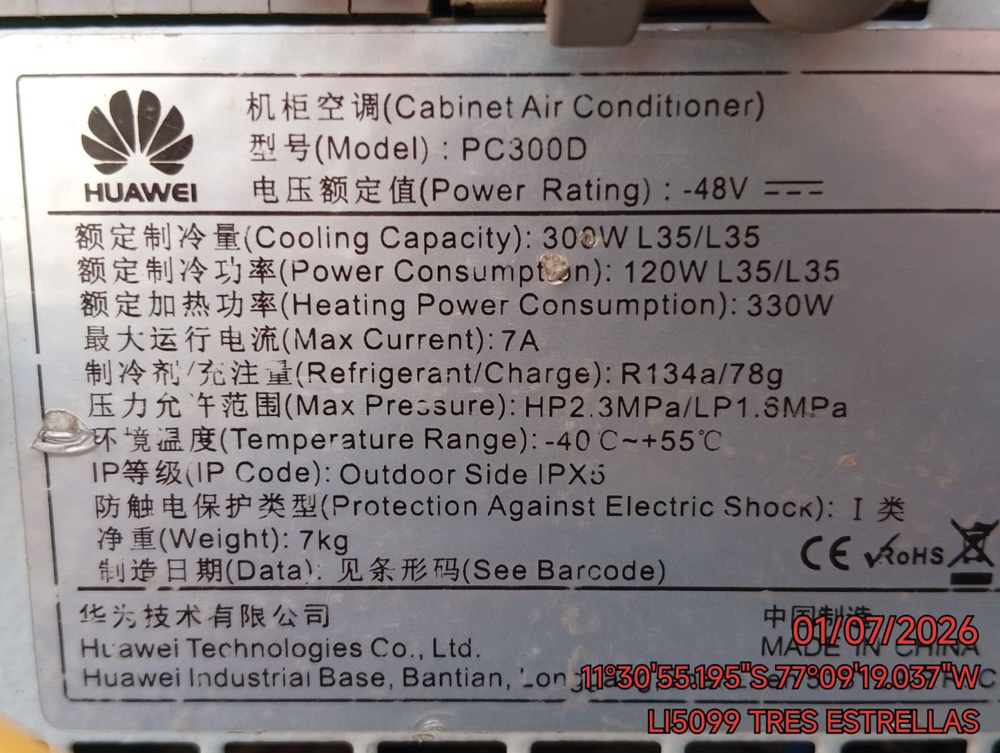 HUAWEI
机柜空调(Cabinet Air Conditioner)
型号(Model) : PC300D
电压额定值(Power Rating) : -48V
额定制冷量(Cooling Capacity): 300W L35/L35
额定制冷功率(Power Consumption): 120W L35/L35
额定加热功率(Heating Power Consumption): 330W
最大运行电流(Max Current): 7A
制冷剂/充注量(Refrigerant/Charge): R134a/78g
压力允许范围(Max Pressure): HP2.3MPa/LP1.6MPa
环境温度(Temperature Range): -40℃~+55℃
IP等级(IP Code): Outdoor Side IPX5
防触电保护类型(Protection Against Electric Shock): I 类
净重(Weight): 7kg
制造日期(Data): 见条形码(See Barcode)
CE RoHS
华为技术有限公司
中国制造
Huawei Technologies Co., Ltd.
MADE IN CHINA
Huawei Industrial Base, Bantian,
01/07/2026
11°30'55.195"S 77°09'19.037"W
LI5099 TRES ESTRELLAS